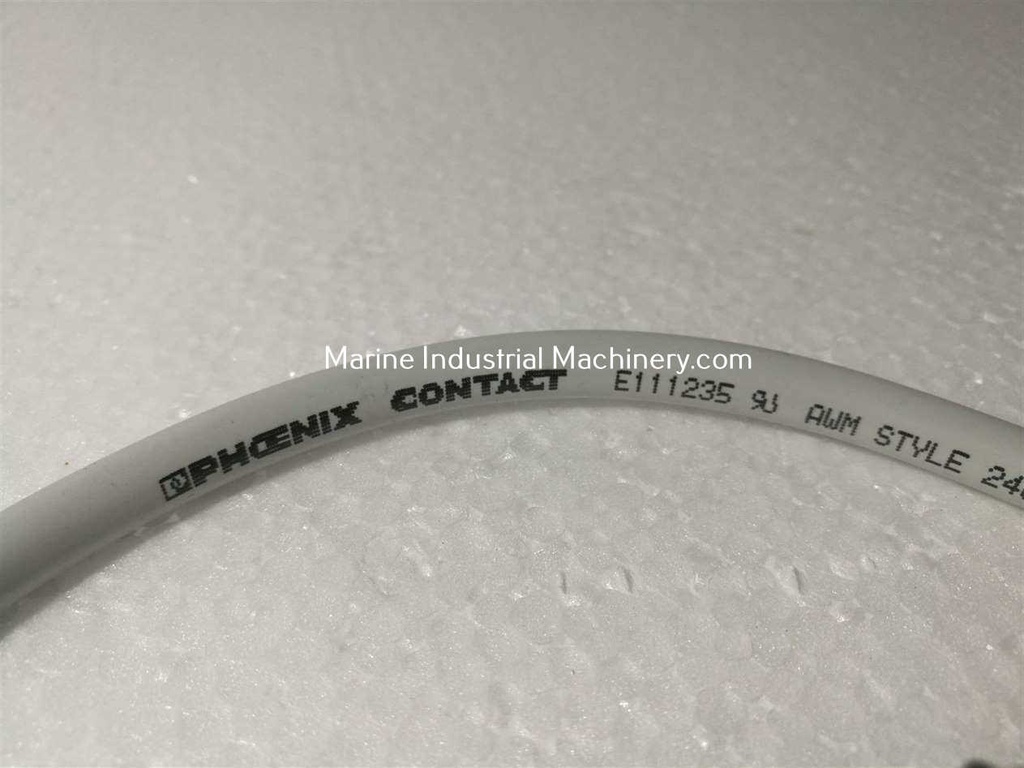 Marine Industrial Machinery.com
PHŒNIX CONTACT E111235 AWM STYLE